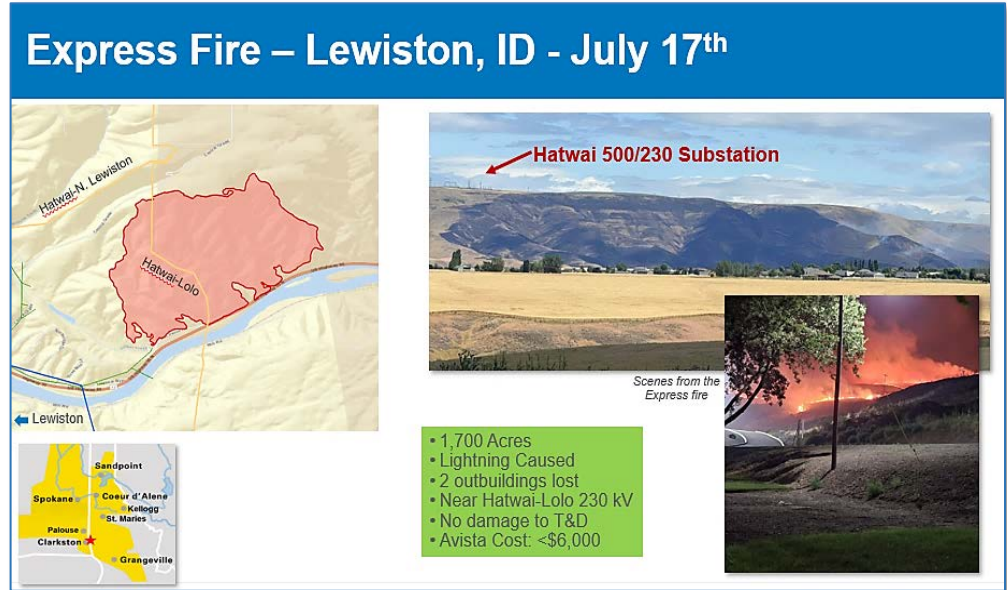 Express Fire – Lewiston, ID - July 17th
Hatwai-N. Lewiston
Hatwai-Lolo
Lewiston
Hatwai 500/230 Substation
Scenes from the
Express fire
• 1,700 Acres
• Lightning Caused
• 2 outbuildings lost
• Near Hatwai-Lolo 230 kV
• No damage to T&D
• Avista Cost: <$6,000
Sandpoint
Spokane
Coeur d'Alene
Kellogg
St. Maries
Palouse
Clarkston
Grangeville